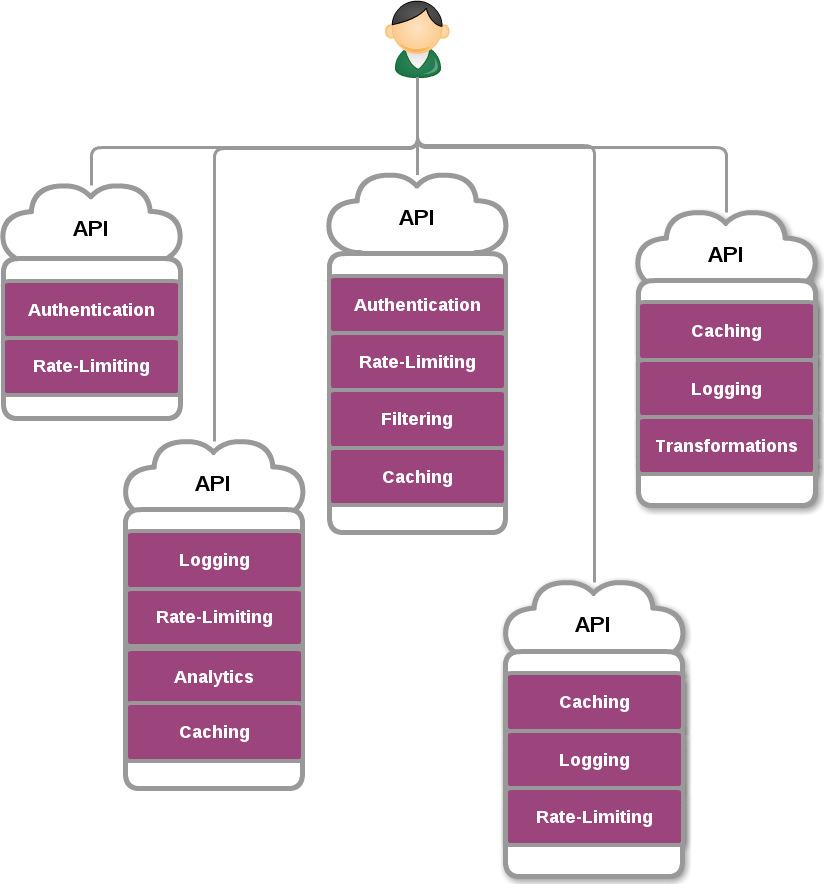 API
Authentication
Rate-Limiting
API
Logging
Rate-Limiting
Analytics
Caching
API
Authentication
Rate-Limiting
Filtering
Caching
API
Caching
Logging
Rate-Limiting
API
Caching
Logging
Transformations